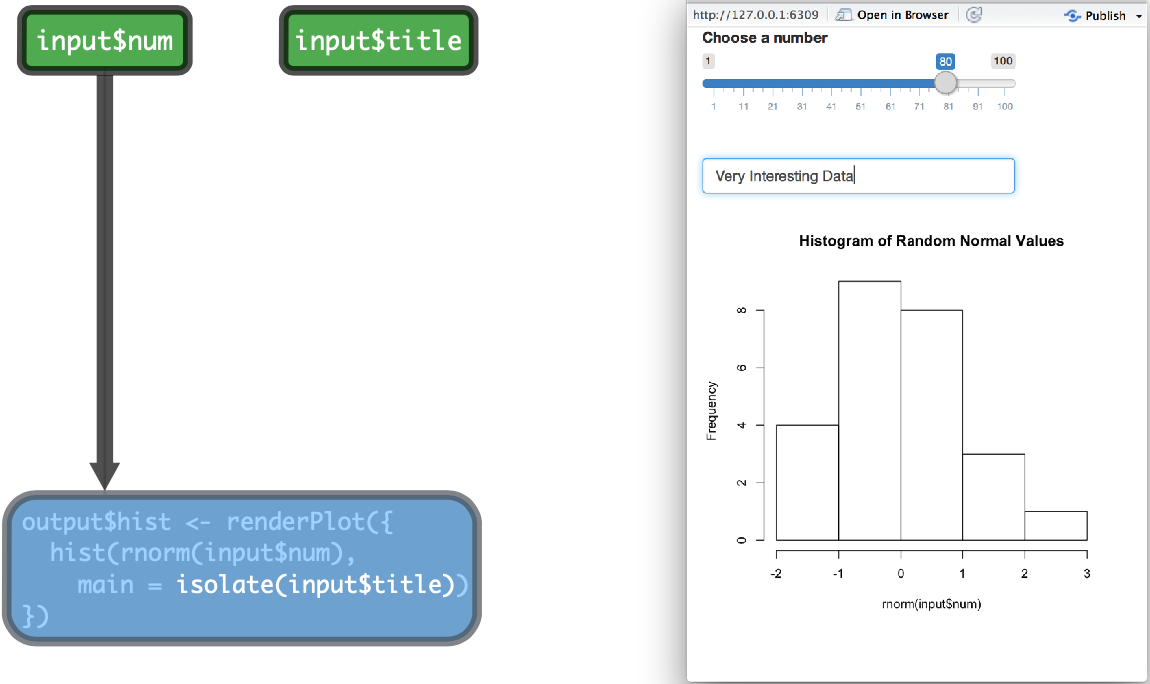 input$num
input$title
output$hist <- renderPlot({
hist(rnorm(input$num),
main = isolate(input$title))
})
http://127.0.0.1:6309 Open in Browser Publish
Choose a number
1 80 100
1 11 21 31 41 51 61 71 81 91 100
Very Interesting Data
Histogram of Random Normal Values
Frequency
8
6
4
2
0
-2 -1 0 1 2 3
rnorm(input$num)